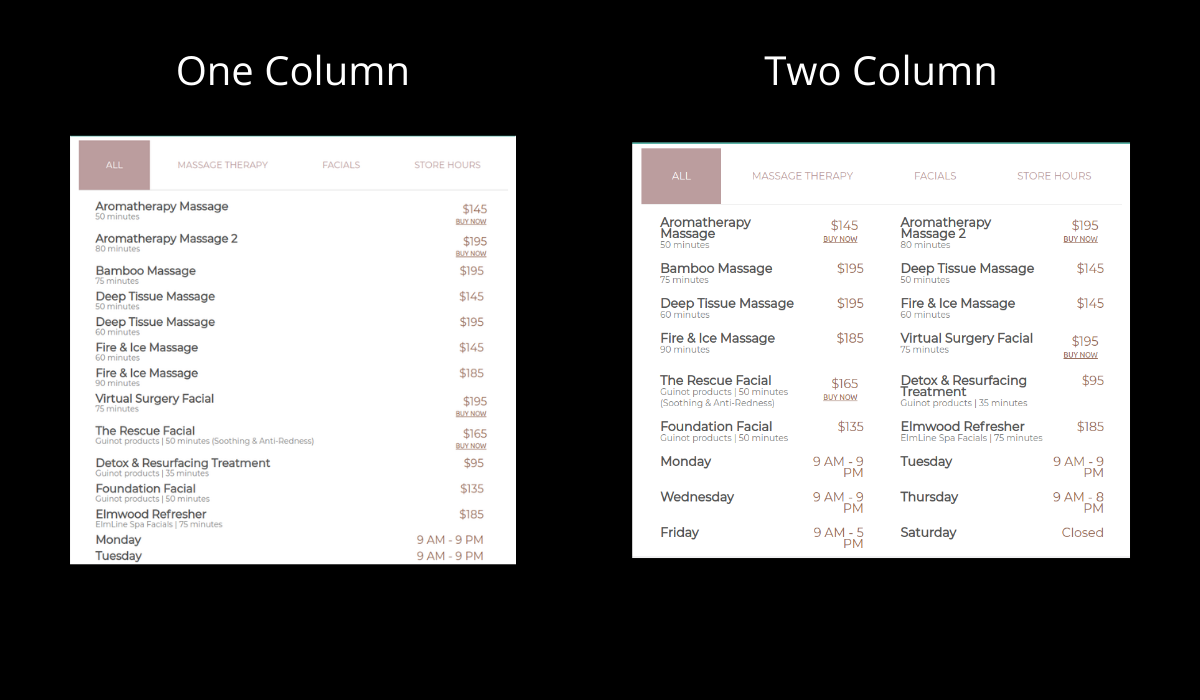 One Column
ALL MASSAGE THERAPY FACIALS STORE HOURS
Aromatherapy Massage $145
50 minutes BUY NOW
Aromatherapy Massage 2 $195
80 minutes BUY NOW
Bamboo Massage $195
75 minutes
Deep Tissue Massage $145
50 minutes
Deep Tissue Massage $195
60 minutes
Fire & Ice Massage $145
60 minutes
Fire & Ice Massage $185
90 minutes
Virtual Surgery Facial $195
75 minutes BUY NOW
The Rescue Facial $165
Guinot products | 50 minutes (Soothing & Anti-Redness) BUY NOW
Detox & Resurfacing Treatment $95
Guinot products | 35 minutes
Foundation Facial $135
Guinot products | 50 minutes
Elmwood Refresher $185
ElmLine Spa Facials | 75 minutes
Monday 9 AM - 9 PM
Tuesday 9 AM - 9 PM
Two Column
ALL MASSAGE THERAPY FACIALS STORE HOURS
Aromatherapy $145 Aromatherapy $195
Massage BUY NOW Massage 2 BUY NOW
50 minutes 80 minutes
Bamboo Massage $195 Deep Tissue Massage $145
75 minutes 50 minutes
Deep Tissue Massage $195 Fire & Ice Massage $145
60 minutes 60 minutes
Fire & Ice Massage $185 Virtual Surgery Facial $195
90 minutes 75 minutes BUY NOW
The Rescue Facial $165 Detox & Resurfacing $95
Guinot products | 50 minutes BUY NOW Treatment
(Soothing & Anti-Redness) Guinot products | 35 minutes
Foundation Facial $135 Elmwood Refresher $185
Guinot products | 50 minutes ElmLine Spa Facials | 75 minutes
Monday 9 AM - 9 Tuesday 9 AM - 9
PM PM
Wednesday 9 AM - 9 Thursday 9 AM - 8
PM PM
Friday 9 AM - 5 Saturday Closed
PM